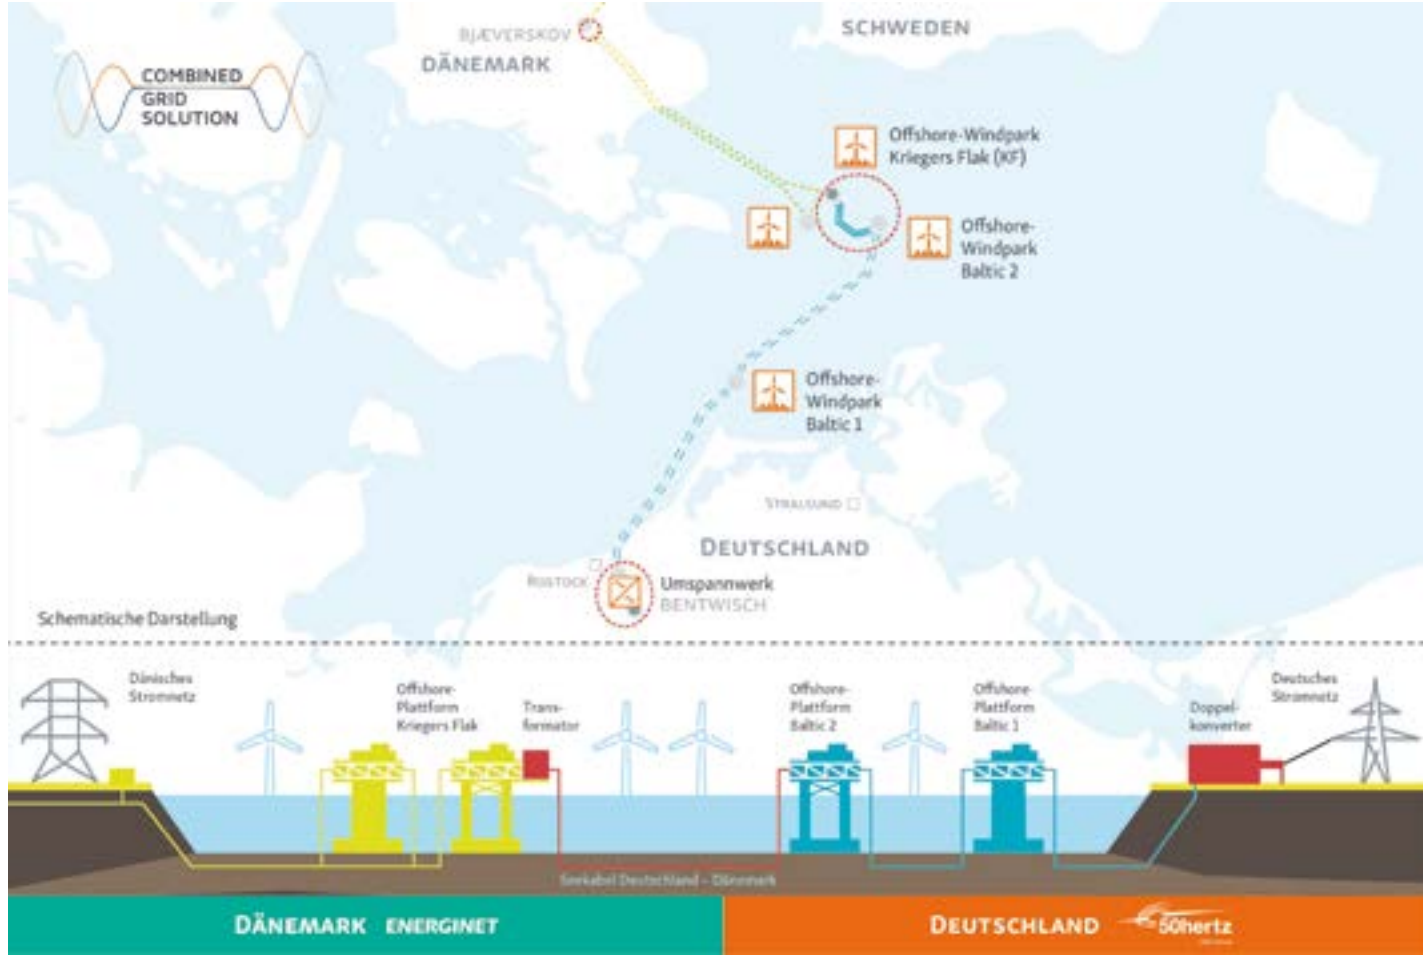 BJÆVERSKOV
DÄNEMARK
SCHWEDEN
COMBINED
GRID
SOLUTION
Offshore-Windpark
Kriegers Flak (KF)
Offshore-
Windpark
Baltic 2
Offshore-
Windpark
Baltic 1
STRALSUND
DEUTSCHLAND
ROSTOCK
Umspannwerk
BENTWISCH
Schematische Darstellung
Dänisches
Stromnetz
Offshore-
Plattform
Kriegers Flak
Trans-
formator
Offshore-
Plattform
Baltic 2
Offshore-
Plattform
Baltic 1
Doppel-
konverter
Deutsches
Stromnetz
Seekabel Deutschland – Dänemark
DÄNEMARK ENERGINET
DEUTSCHLAND 50hertz